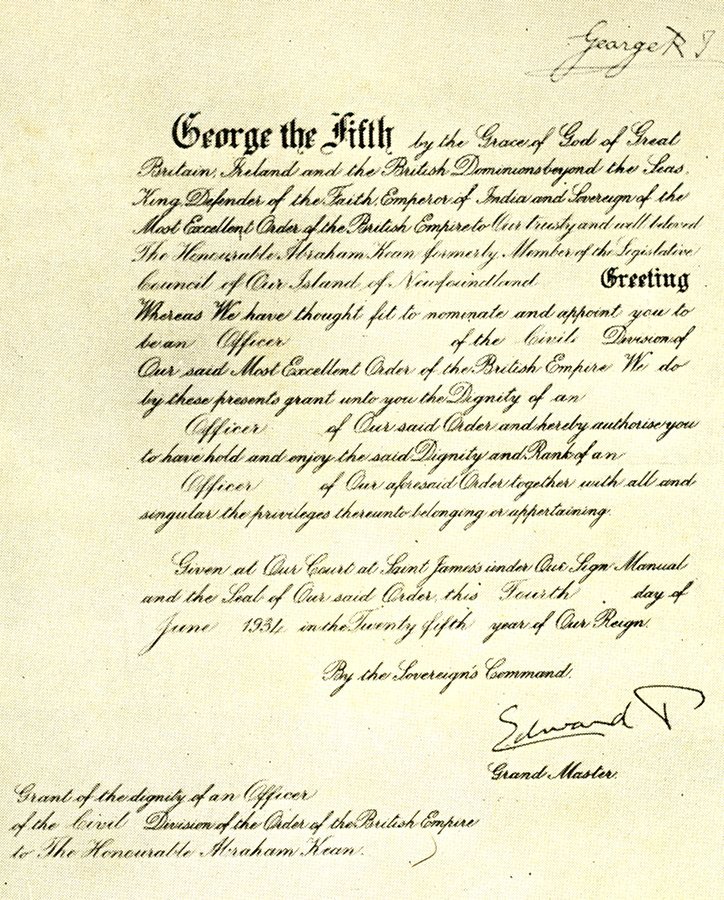 George R I
George the Fifth by the Grace of God of Great
Britain, Ireland and the British Dominions beyond the Seas,
King, Defender of the Faith, Emperor of India and Sovereign of the
Most Excellent Order of the British Empire to Our trusty and well beloved
The Honourable Abraham Kean formerly Member of the Legislative
Council of Our Island of Newfoundland Greeting
Whereas We have thought fit to nominate and appoint you to
be an Officer of the Civil Division of
Our said Most Excellent Order of the British Empire We do
by these presents grant unto you the Dignity of an
Officer of Our said Order and hereby authorise you
to have hold and enjoy the said Dignity and Rank of an
Officer of Our aforesaid Order together with all and
singular the privileges thereunto belonging or appertaining.
Given at Our Court at Saint James's under Our Sign Manual
and the Seal of Our said Order, this Fourth day of
June 1934 in the Twenty fifth year of Our Reign.
By the Sovereign's Command.
Edward P
Grand Master.
Grant of the dignity of an Officer
of the Civil Division of the Order of the British Empire
to The Honourable Abraham Kean.